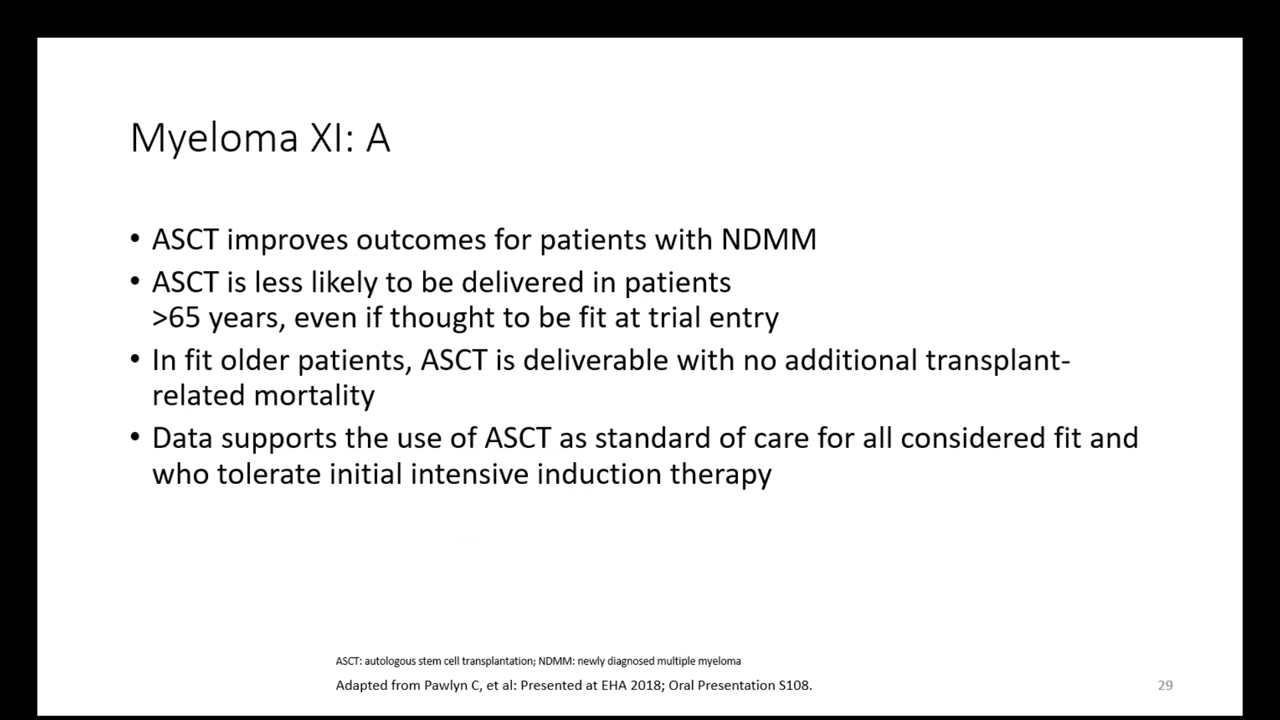 Myeloma XI: A
• ASCT improves outcomes for patients with NDMM
• ASCT is less likely to be delivered in patients
>65 years, even if thought to be fit at trial entry
• In fit older patients, ASCT is deliverable with no additional transplant-
related mortality
• Data supports the use of ASCT as standard of care for all considered fit and
who tolerate initial intensive induction therapy
ASCT: autologous stem cell transplantation; NDMM: newly diagnosed multiple myeloma
Adapted from Pawlyn C, et al: Presented at EHA 2018; Oral Presentation S108.
29